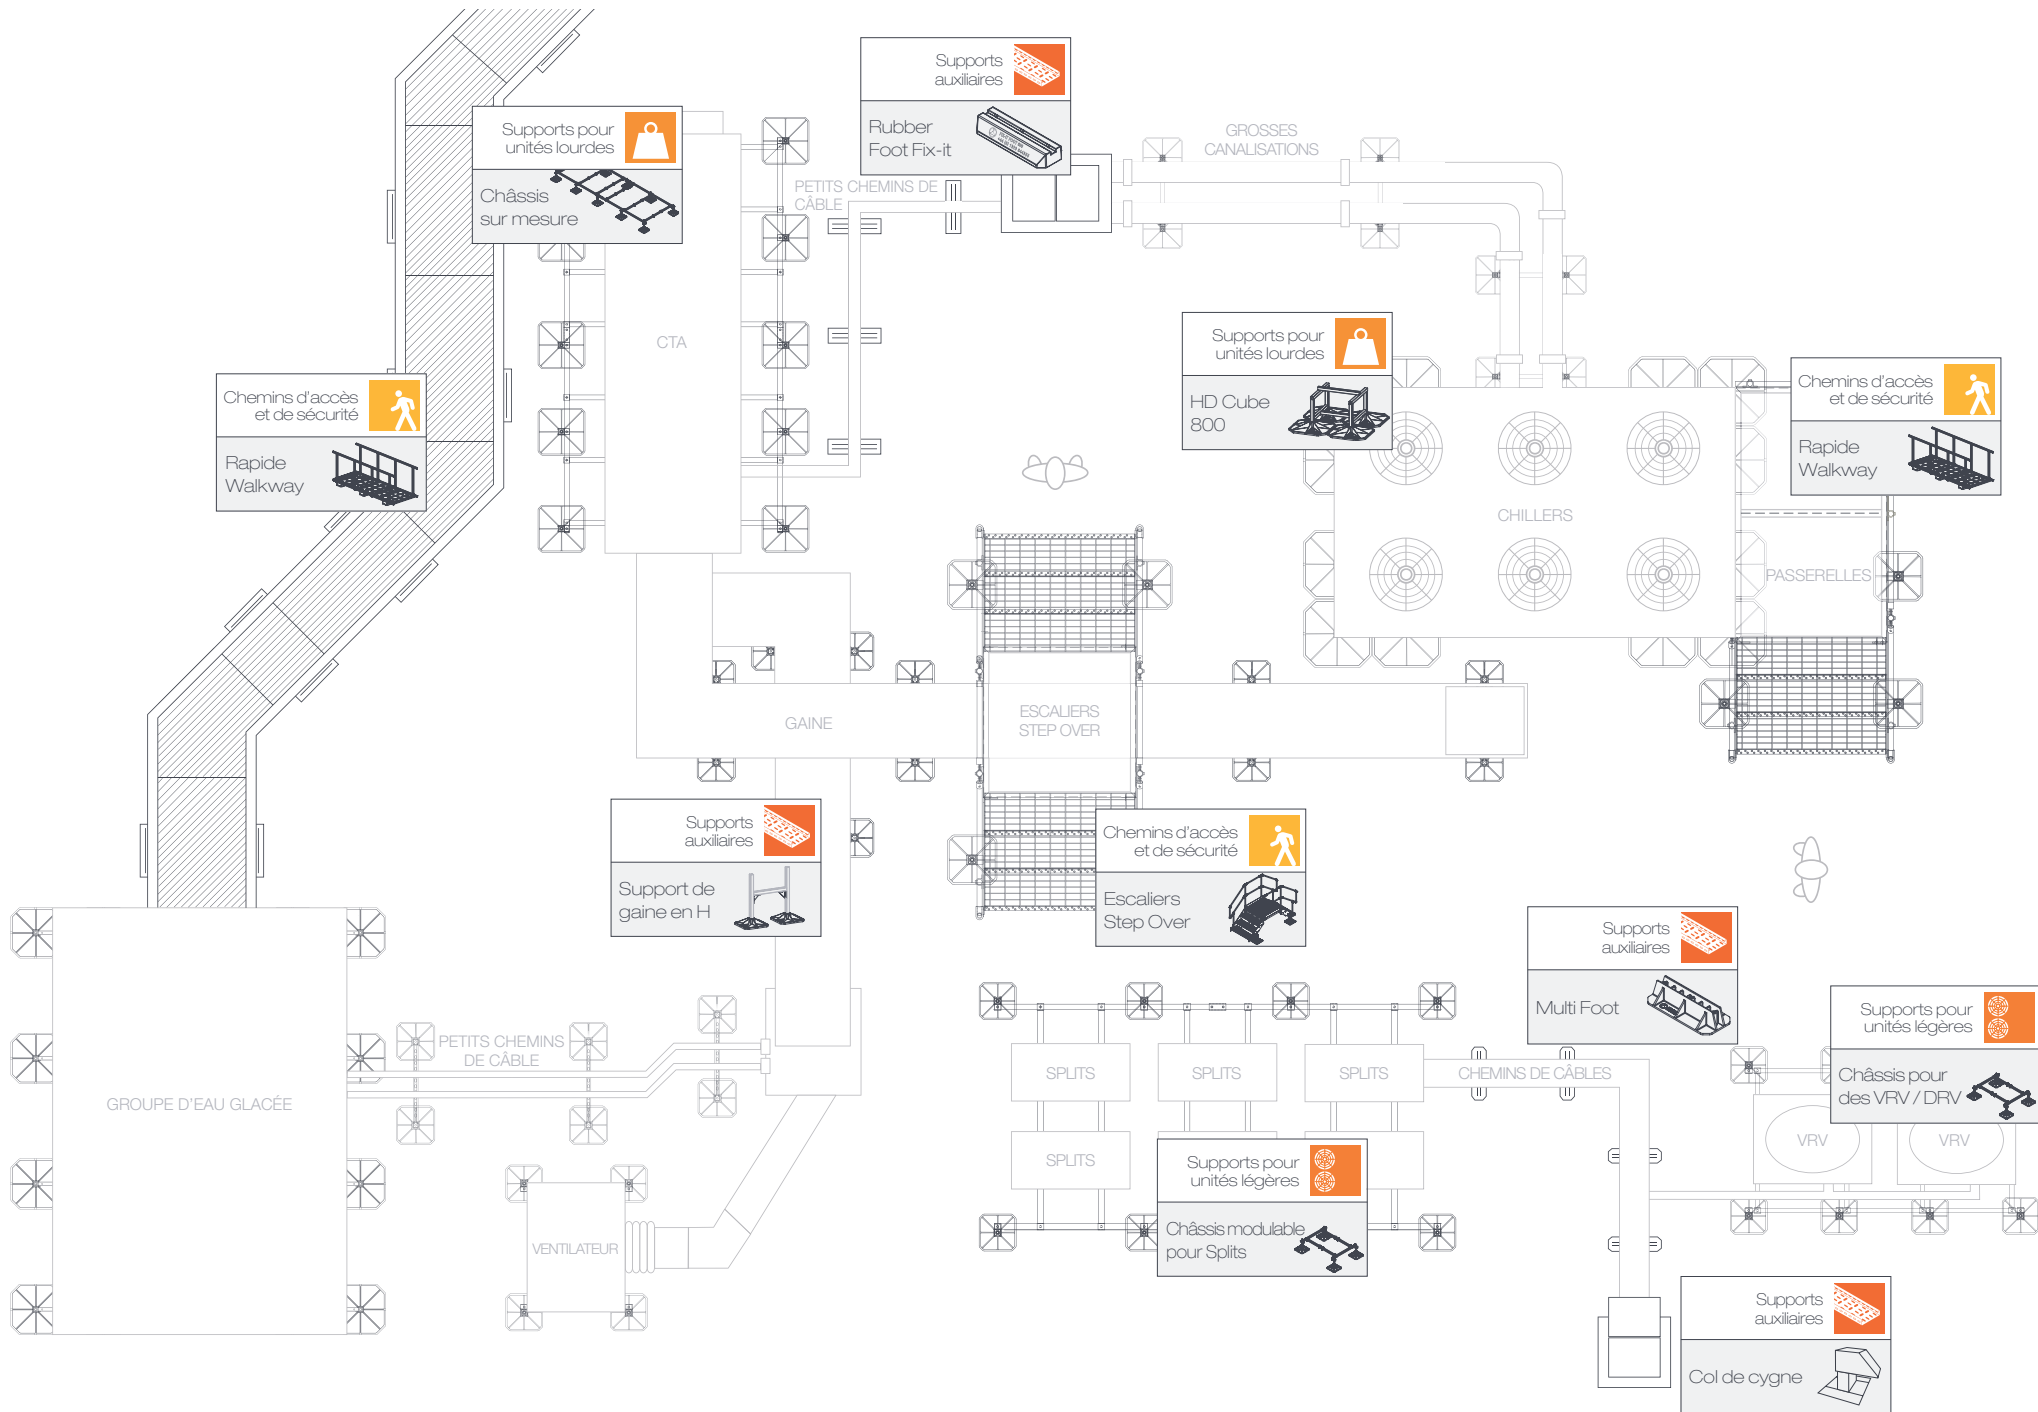 Supports
auxiliaires
Rubber
Foot Fix-it
Supports pour
unités lourdes
Châssis
sur mesure
GROSSES
CANALISATIONS
PETITS CHEMINS DE
CÂBLE
CTA
Supports pour
unités lourdes
HD Cube
800
Chemins d'accès
et de sécurité
Rapide
Walkway
Chemins d'accès
et de sécurité
Rapide
Walkway
CHILLERS
PASSERELLES
GAINE
ESCALIERS
STEP OVER
Supports
auxiliaires
Support de
gaine en H
Chemins d'accès
et de sécurité
Escaliers
Step Over
Supports
auxiliaires
Multi Foot
Supports pour
unités légères
Châssis pour
des VRV / DRV
PETITS CHEMINS
DE CÂBLE
GROUPE D'EAU GLACÉE
SPLITS
SPLITS
SPLITS
CHEMINS DE CÂBLES
VRV
VRV
SPLITS
Supports pour
unités légères
Châssis modulable
pour Splits
VENTILATEUR
Supports
auxiliaires
Col de cygne